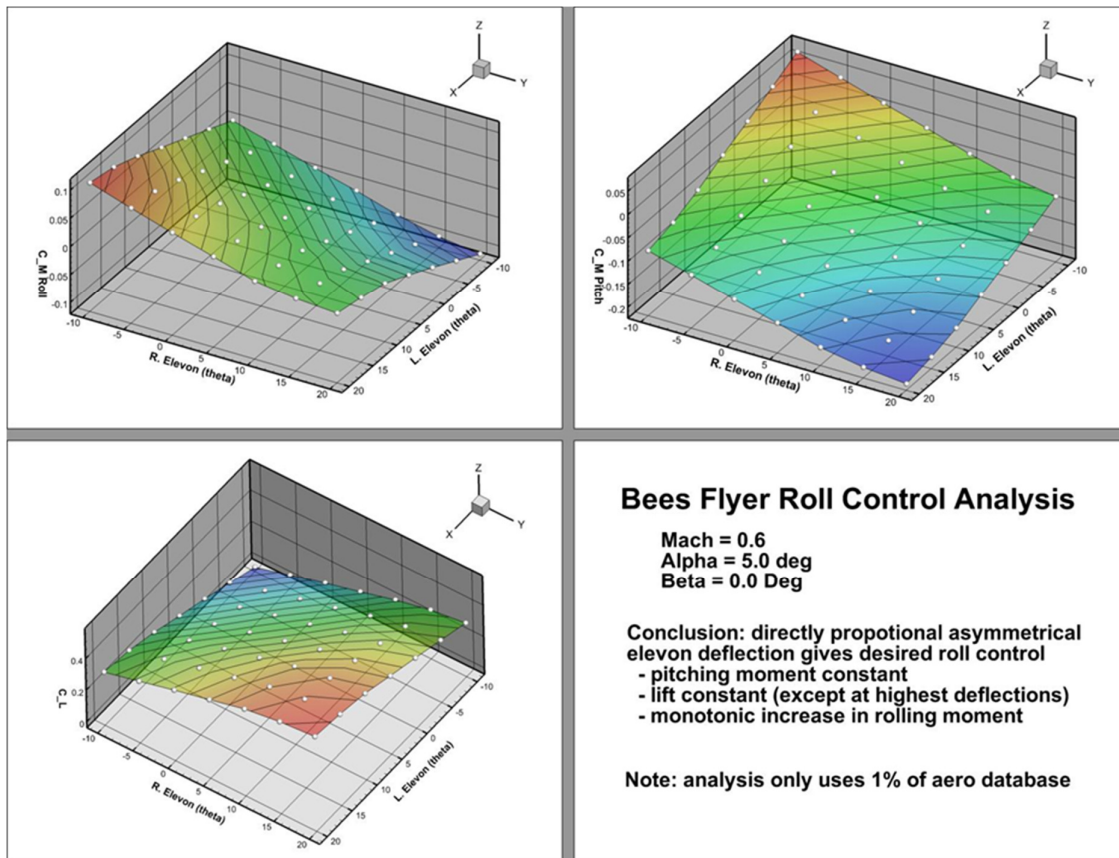 Z
X
Y
0.1
0.05
0
-0.05
-0.1
C_M Roll
-10
-5
0
5
10
15
20
R. Elevon (theta)
-10
-5
0
5
10
15
20
L. Elevon (theta)
Z
X
Y
0.05
0
-0.05
-0.1
-0.15
-0.2
C_M Pitch
-10
-5
0
5
10
15
20
R. Elevon (theta)
-10
-5
0
5
10
15
20
L. Elevon (theta)
Z
X
Y
0.4
0.2
0
C_L
-10
-5
0
5
10
15
20
R. Elevon (theta)
-10
-5
0
5
10
15
20
L. Elevon (theta)
Bees Flyer Roll Control Analysis
Mach = 0.6
Alpha = 5.0 deg
Beta = 0.0 Deg
Conclusion: directly propotional asymmetrical
elevon deflection gives desired roll control
- pitching moment constant
- lift constant (except at highest deflections)
- monotonic increase in rolling moment
Note: analysis only uses 1% of aero database